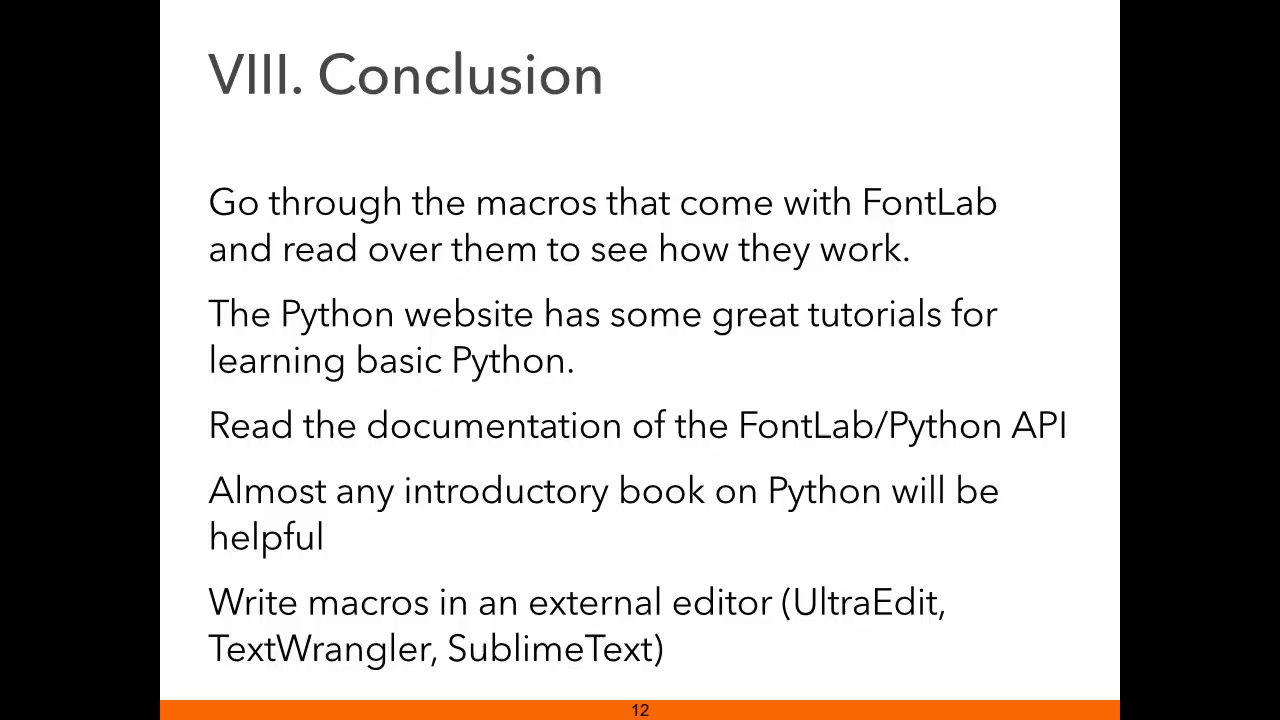 VIII. Conclusion
Go through the macros that come with FontLab
and read over them to see how they work.
The Python website has some great tutorials for
learning basic Python.
Read the documentation of the FontLab/Python API
Almost any introductory book on Python will be
helpful
Write macros in an external editor (UltraEdit,
TextWrangler, SublimeText)
12